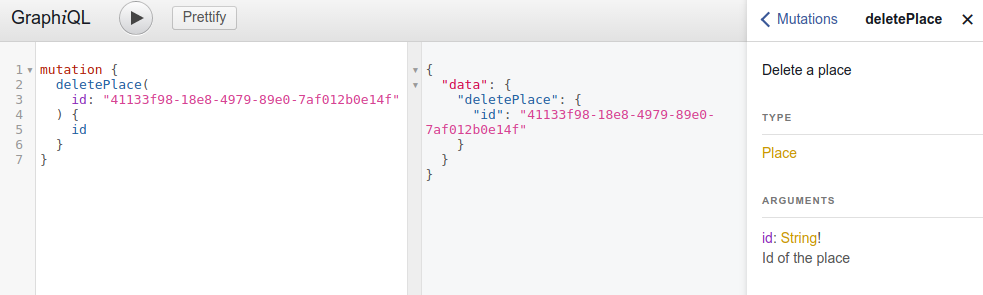 GraphiQL
Prettify
1 mutation {
2 deletePlace(
3 id: "41133f98-18e8-4979-89e0-7af012b0e14f"
4 ) {
5 id
6 }
7 }
{
"data": {
"deletePlace": {
"id": "41133f98-18e8-4979-89e0-
7af012b0e14f"
}
}
}
Mutations deletePlace ✕
Delete a place
TYPE
Place
ARGUMENTS
id: String!
Id of the place